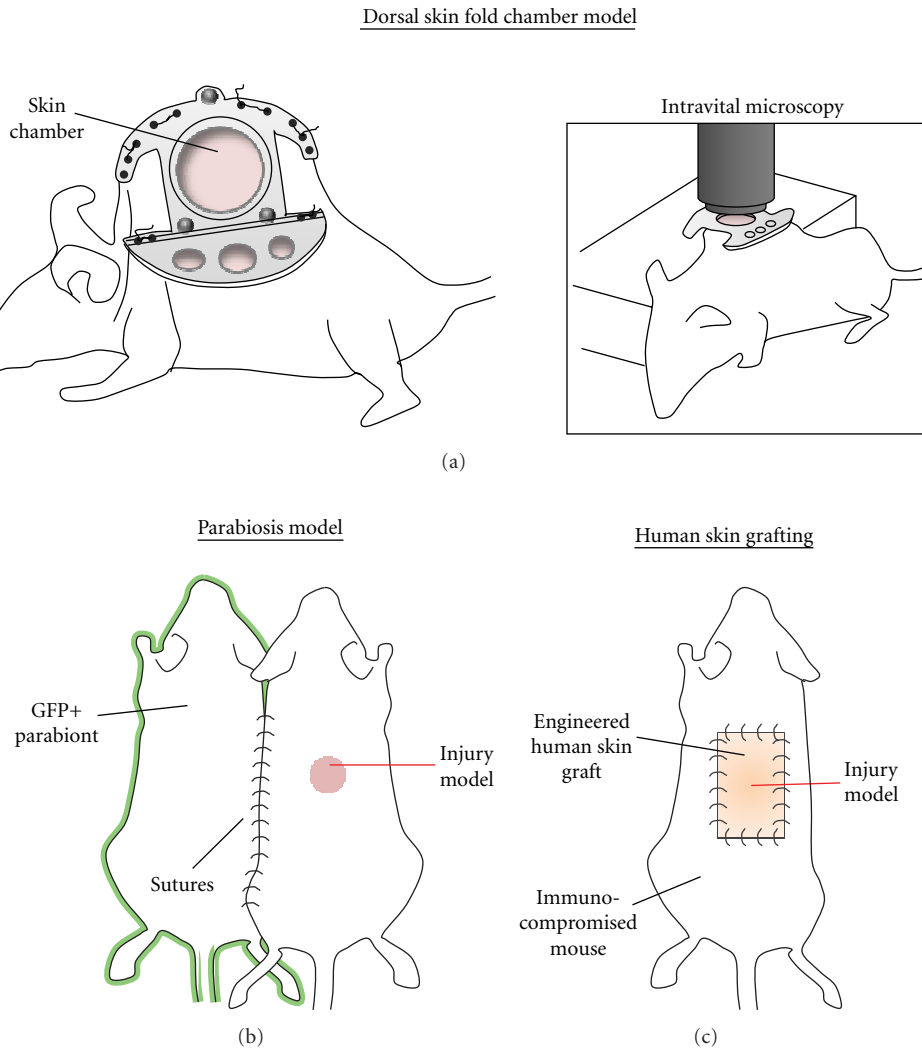 Dorsal skin fold chamber model
Skin
chamber
Intravital microscopy
(a)
Parabiosis model
GFP+
parabiont
Injury
model
Sutures
(b)
Human skin grafting
Engineered
human skin
graft
Injury
model
Immuno-
compromised
mouse
(c)